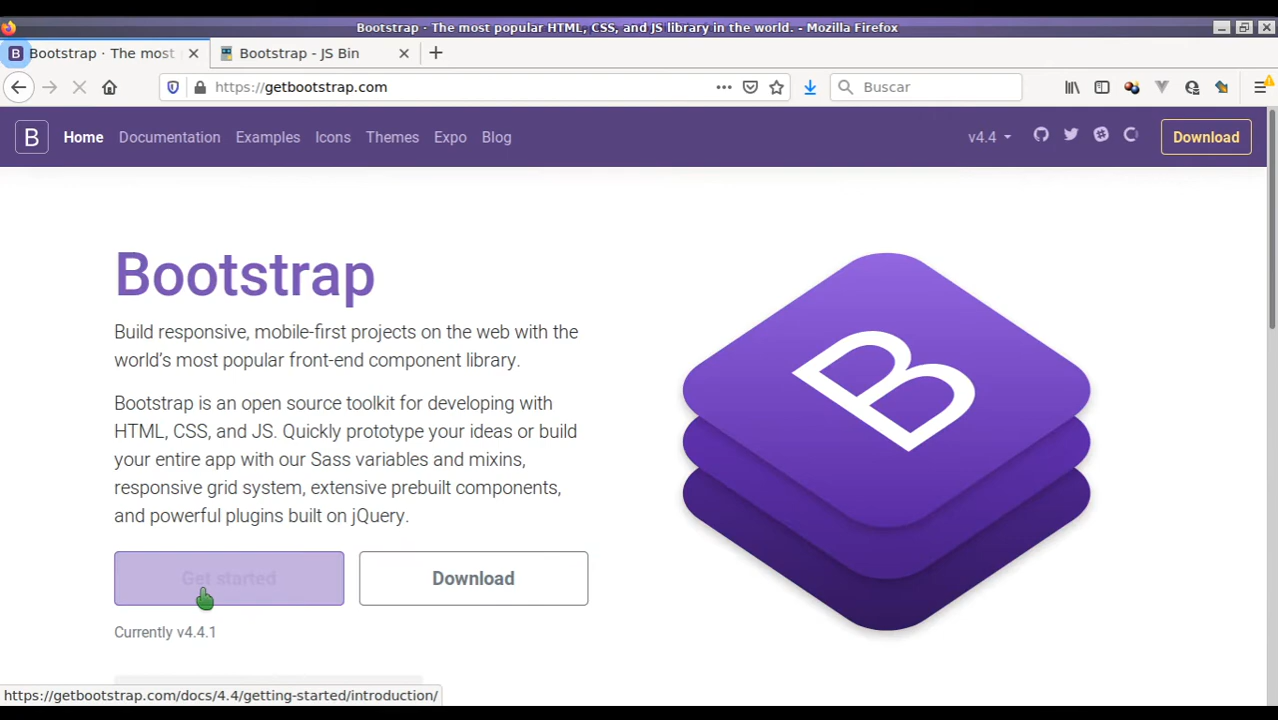 Bootstrap · The most popular HTML, CSS, and JS library in the world. - Mozilla Firefox
Bootstrap · The most
Bootstrap - JS Bin
https://getbootstrap.com
Buscar
B Home Documentation Examples Icons Themes Expo Blog v4.4 Download
Bootstrap
Build responsive, mobile-first projects on the web with the
world’s most popular front-end component library.
Bootstrap is an open source toolkit for developing with
HTML, CSS, and JS. Quickly prototype your ideas or build
your entire app with our Sass variables and mixins,
responsive grid system, extensive prebuilt components,
and powerful plugins built on jQuery.
B
Get started Download
Currently v4.4.1
https://getbootstrap.com/docs/4.4/getting-started/introduction/